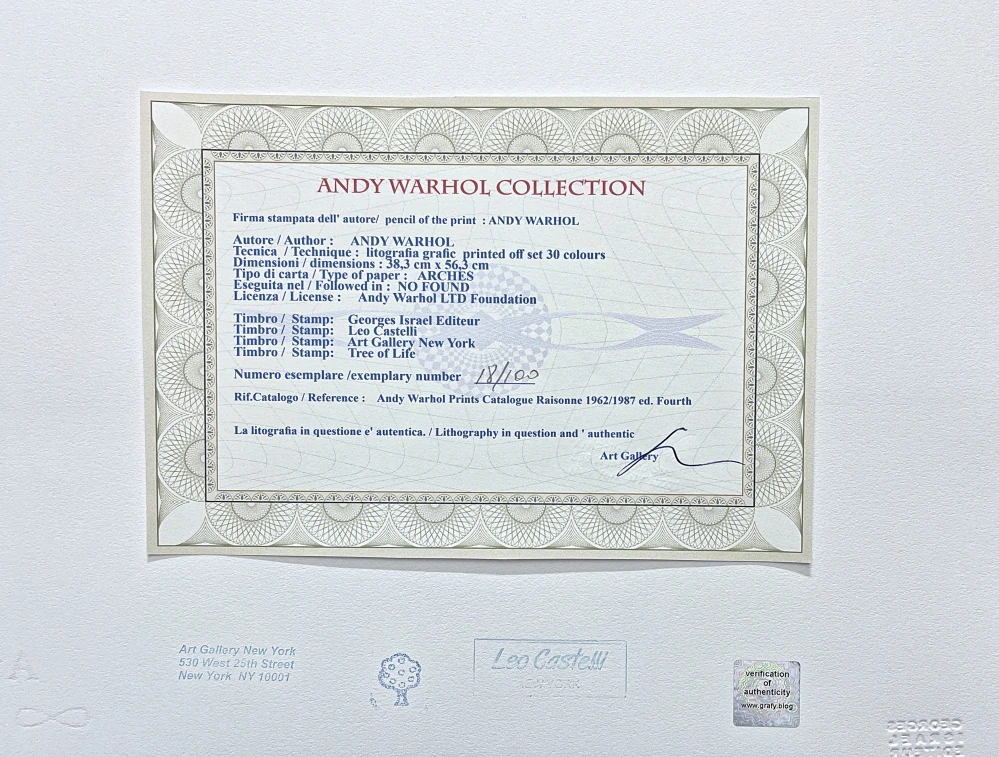 ANDY WARHOL COLLECTION
Firma stampata dell' autore/ pencil of the print : ANDY WARHOL
Autore / Author : ANDY WARHOL
Tecnica / Technique : litografia grafic printed off set 30 colours
Dimensioni / dimensions : 38,3 cm x 56,3 cm
Tipo di carta / Type of paper : ARCHES
Eseguita nel / Followed in : NO FOUND
Licenza / License : Andy Warhol LTD Foundation
Timbro / Stamp: Georges Israel Editeur
Timbro / Stamp: Leo Castelli
Timbro / Stamp: Art Gallery New York
Timbro / Stamp: Tree of Life
Numero esemplare /exemplary number 18/100
Rif.Catalogo / Reference : Andy Warhol Prints Catalogue Raisonne 1962/1987 ed. Fourth
La litografia in questione e' autentica. / Lithography in question and ' authentic
Art Gallery
Art Gallery New York
530 West 25th Street
New York NY 10001
Leo Castelli
NEW YORK
verification
of
authenticity
www.grafy.blog
GEORGES
ISRAEL
EDITEUR